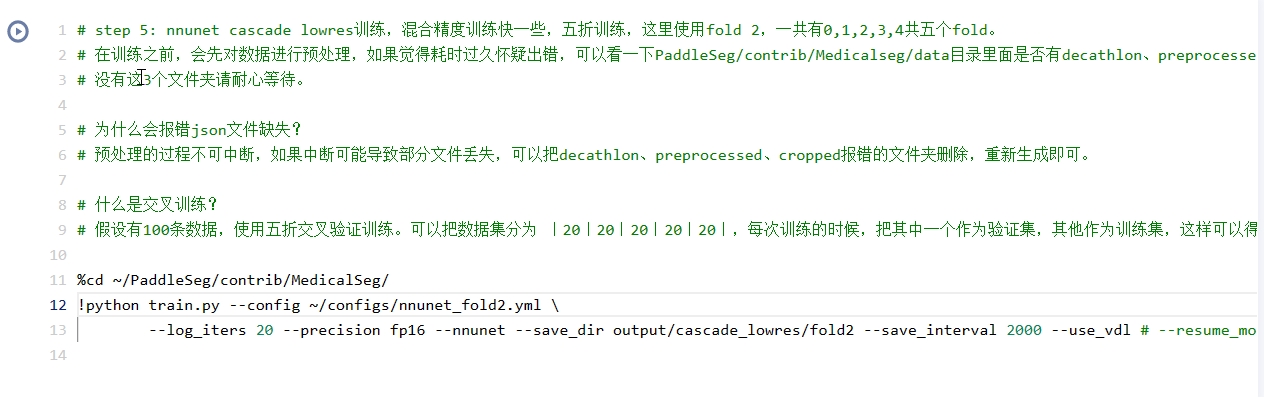 1 # step 5: nnunet cascade lowres训练，混合精度训练快一些，五折训练，这里使用fold 2，一共有0,1,2,3,4共五个fold。
2 # 在训练之前，会先对数据进行预处理，如果觉得耗时过久怀疑出错，可以看一下PaddleSeg/contrib/Medicalseg/data目录里面是否有decathlon、preprocesse
3 # 没有这3个文件夹请耐心等待。
4
5 # 为什么会报错json文件缺失？
6 # 预处理的过程不可中断，如果中断可能导致部分文件丢失，可以把decathlon、preprocessed、cropped报错的文件夹删除，重新生成即可。
7
8 # 什么是交叉训练？
9 # 假设有100条数据，使用五折交叉验证训练。可以把数据集分为 |20|20|20|20|20|，每次训练的时候，把其中一个作为验证集，其他作为训练集，这样可以得
10
11 %cd ~/PaddleSeg/contrib/MedicalSeg/
12 !python train.py --config ~/configs/nnunet_fold2.yml \
13 --log_iters 20 --precision fp16 --nnunet --save_dir output/cascade_lowres/fold2 --save_interval 2000 --use_vdl # --resume_mo
14